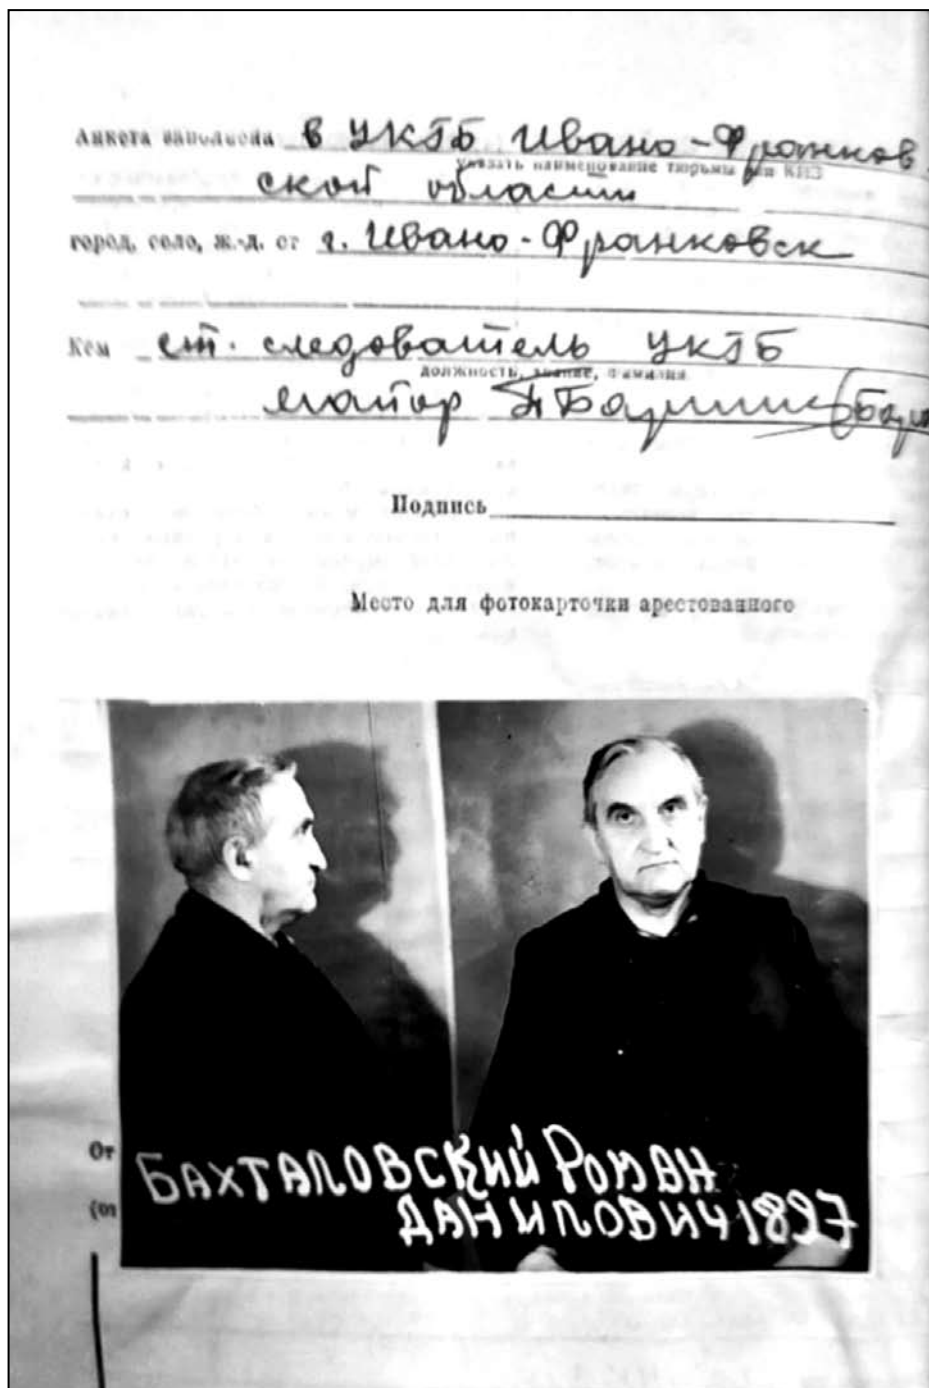 Анкета заполнена в УКГБ Ивано-Франков
указать наименование тюрьмы или КПЗ
ской области
город, село, ж.-д. ст г. Ивано-Франковск
Кем ст. следователь УКГБ
должность, звание, фамилия
майор
Подпись
Место для фотокарточки арестованного
От
БАХТАЛОВСКИЙ РОМАН
ДАНИЛОВИЧ 1897